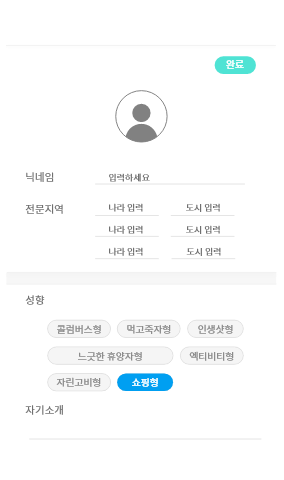 완료
닉네임 입력하세요
전문지역 나라 입력 도시 입력
나라 입력 도시 입력
나라 입력 도시 입력
성향
콜럼버스형 먹고죽자형 인생샷형
느긋한 휴양자형 액티비티형
자린고비형 쇼핑형
자기소개